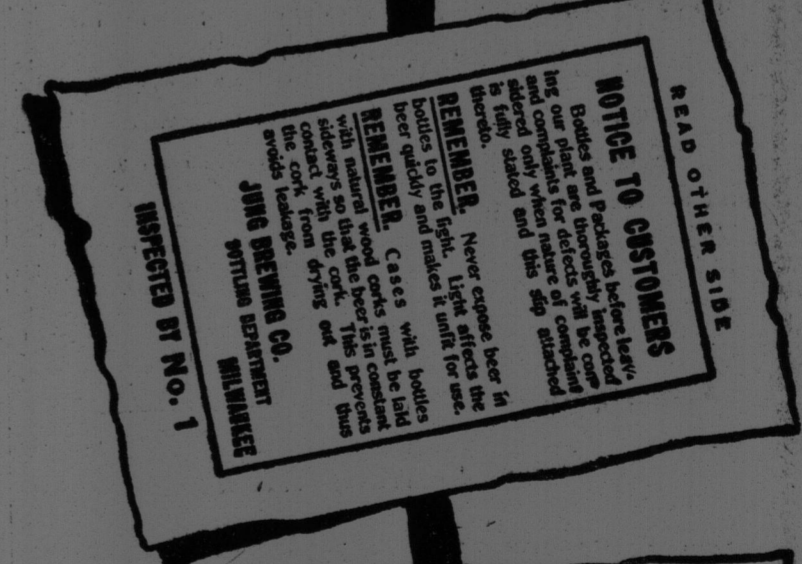 READ OTHER SIDE
NOTICE TO CUSTOMERS
Bottles and Packages before leav-
ing our plant are thoroughly inspected
and complaints for defects will be con-
sidered only when nature of complaint
is fully stated and this slip attached
thereto.
REMEMBER. Never expose beer in
bottles to the light. Light affects the
beer quickly and makes it unfit for use.
REMEMBER. Cases with bottles
with natural wood corks must be laid
sideways so that the beer is in constant
contact with the cork. This prevents
the cork from drying out and thus
avoids leakage.
JUNG BREWING CO.
BOTTLING DEPARTMENT
MILWAUKEE
INSPECTED BY No. 1